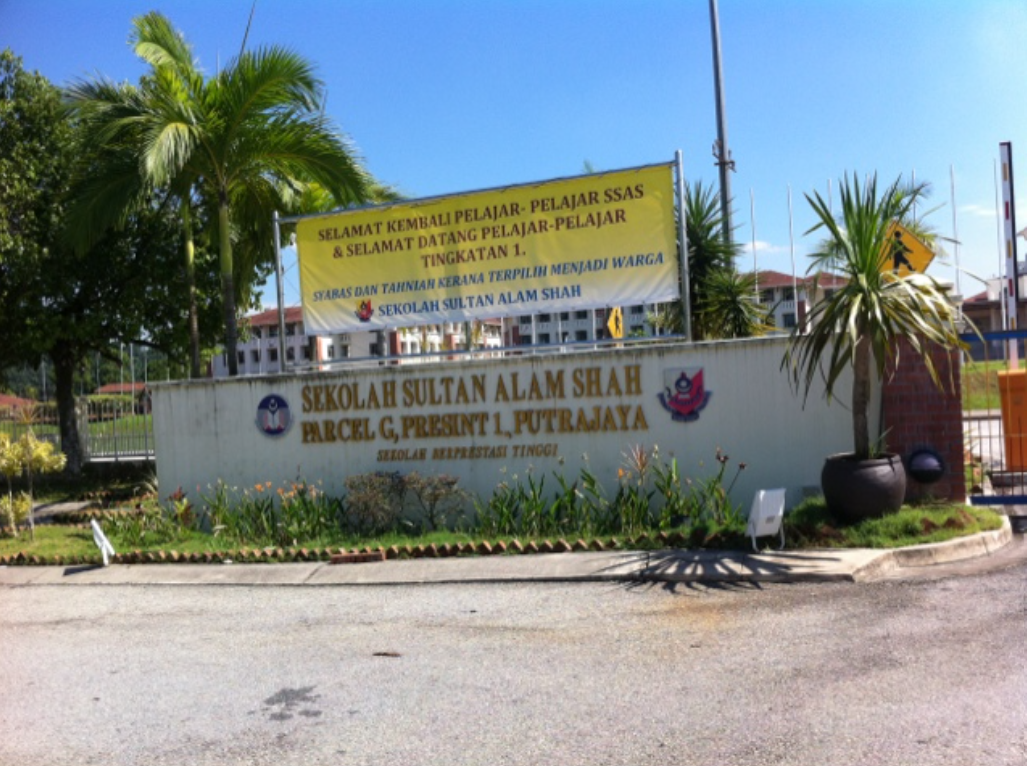 SELAMAT KEMBALI PELAJAR- PELAJAR SSAS
& SELAMAT DATANG PELAJAR-PELAJAR
TINGKATAN 1.
SYABAS DAN TAHNIAH KERANA TERPILIH MENJADI WARGA
SEKOLAH SULTAN ALAM SHAH
SEKOLAH SULTAN ALAM SHAH
PARCEL G, PRESINT 1., PUTRAJAYA
SEKOLAH BERPRESTASI TINGGI